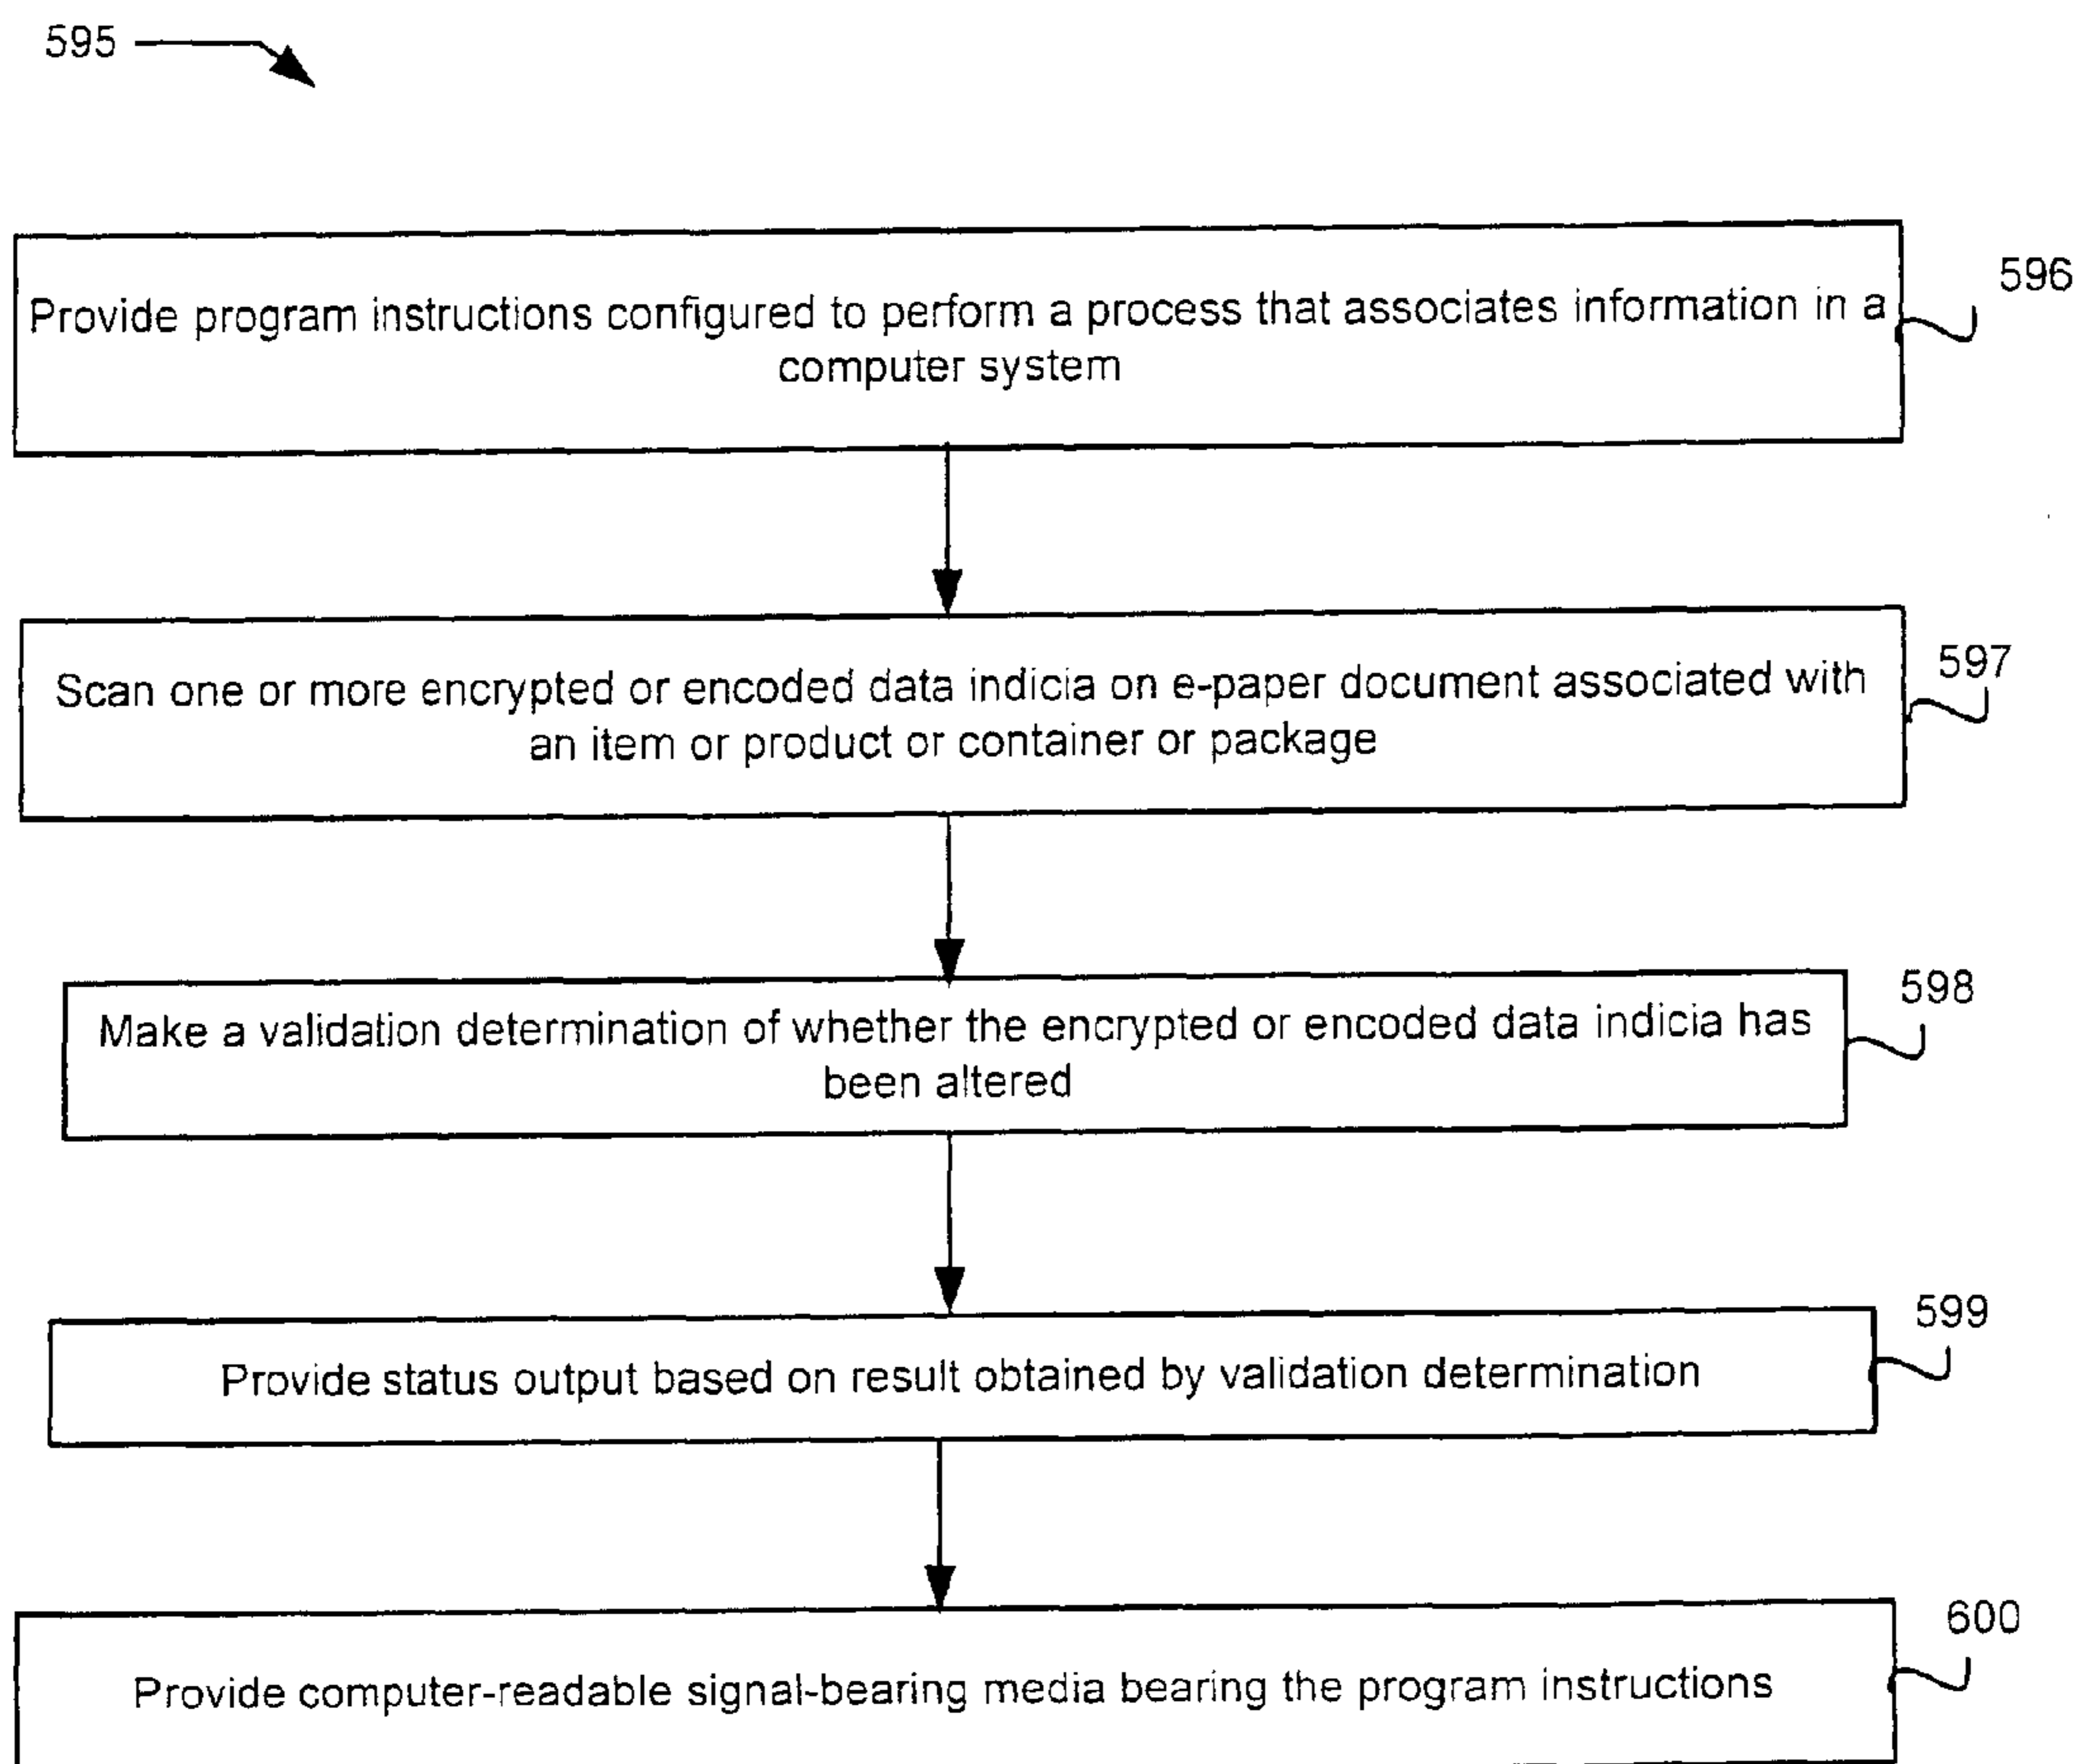 595
596
Provide program instructions configured to perform a process that associates information in a
computer system
597
Scan one or more encrypted or encoded data indicia on e-paper document associated with
an item or product or container or package
598
Make a validation determination of whether the encrypted or encoded data indicia has
been altered
599
Provide status output based on result obtained by validation determination
600
Provide computer-readable signal-bearing media bearing the program instructions